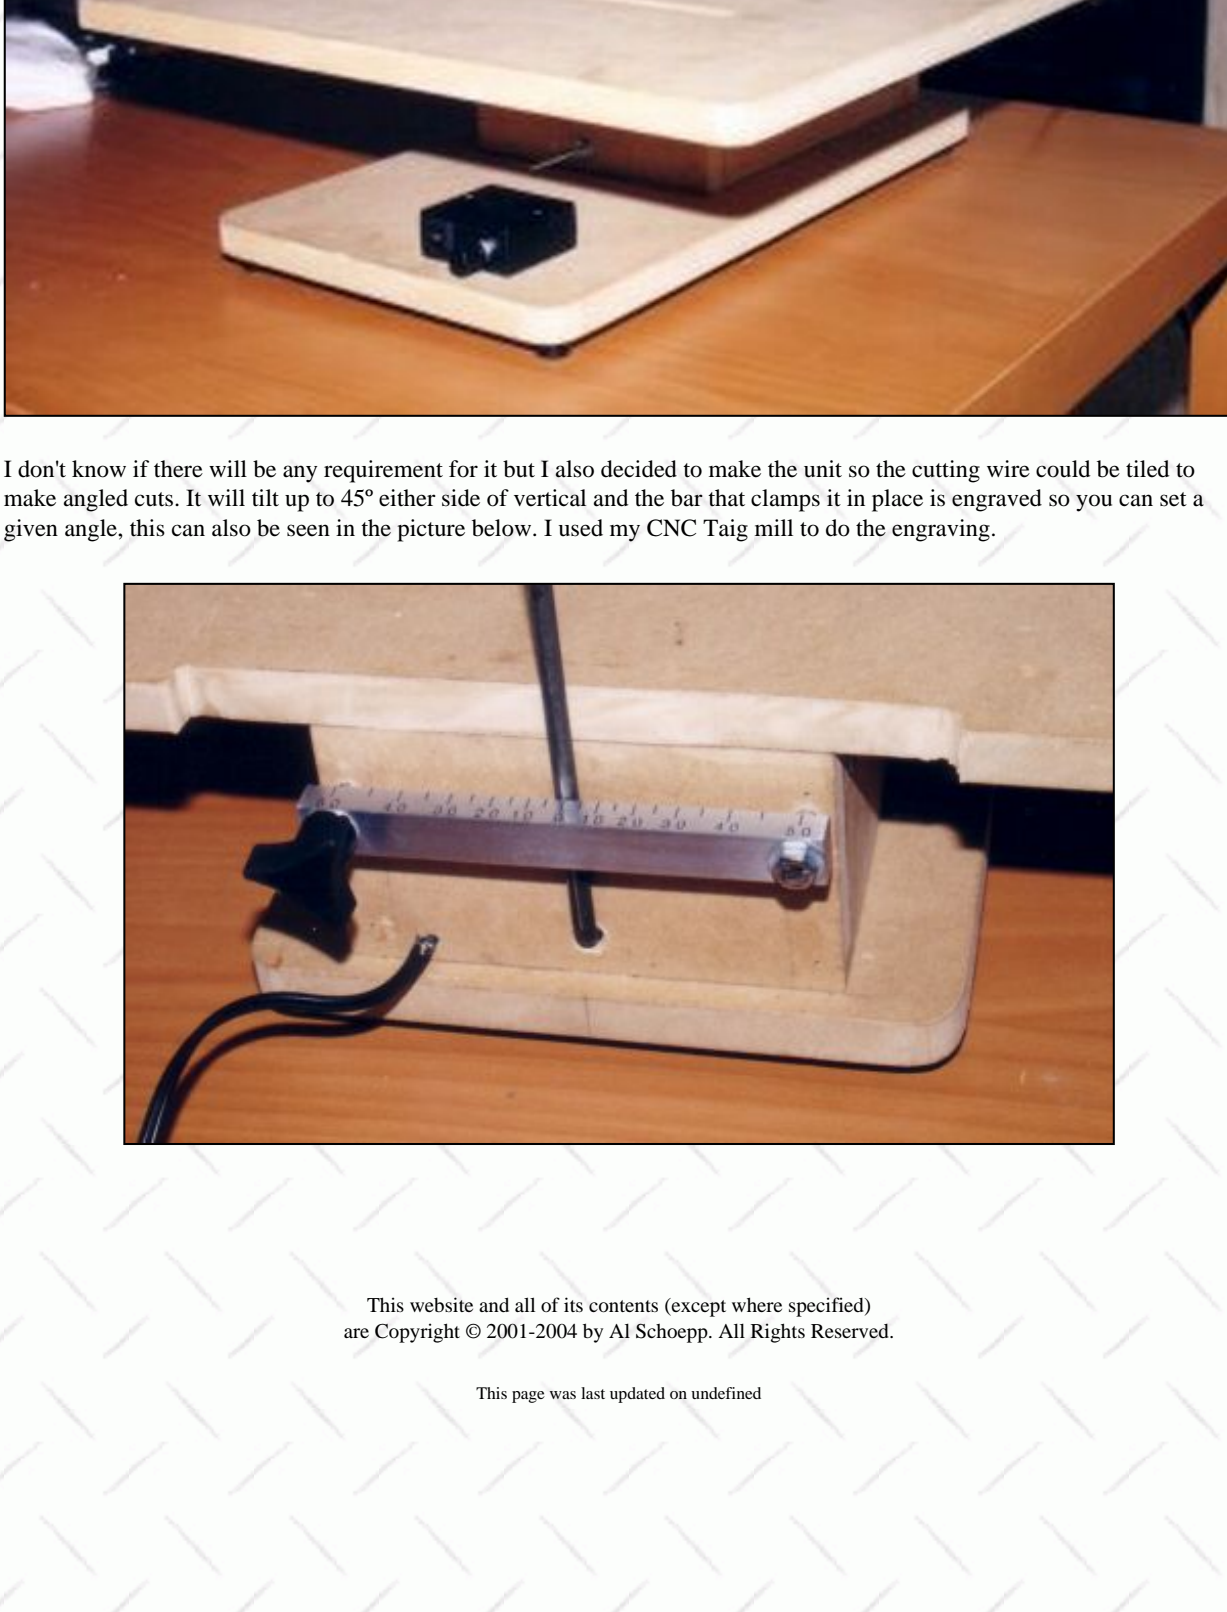 I don't know if there will be any requirement for it but I also decided to make the unit so the cutting wire could be tiled to
make angled cuts. It will tilt up to 45º either side of vertical and the bar that clamps it in place is engraved so you can set a
given angle, this can also be seen in the picture below. I used my CNC Taig mill to do the engraving.
50 40 30 20 10 0 10 20 30 40 50
This website and all of its contents (except where specified)
are Copyright © 2001-2004 by Al Schoepp. All Rights Reserved.
This page was last updated on undefined